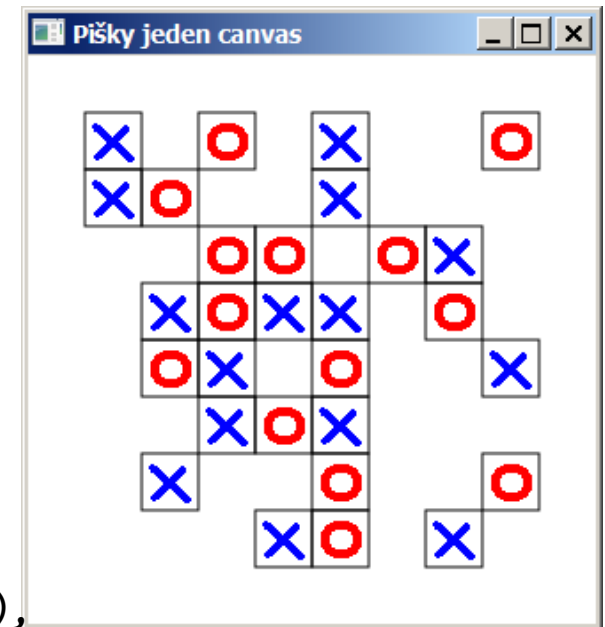 Pišky jeden canvas
X O X O
X O X
O O O X
X O X X O
O X O X
X O X
X O O
X O X
),